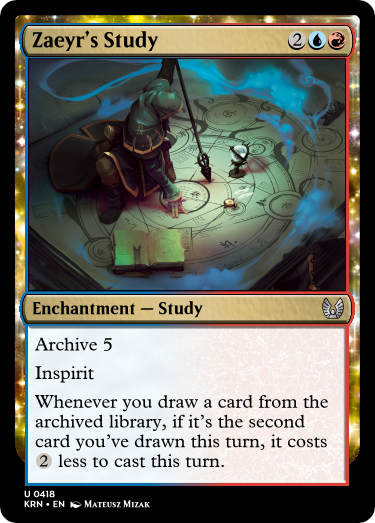 Zaeyr's Study 2
Enchantment — Study
Archive 5
Inspirit
Whenever you draw a card from the
archived library, if it's the second
card you've drawn this turn, it costs
2 less to cast this turn.
U 0418
KRN • EN Mateusz Mizak